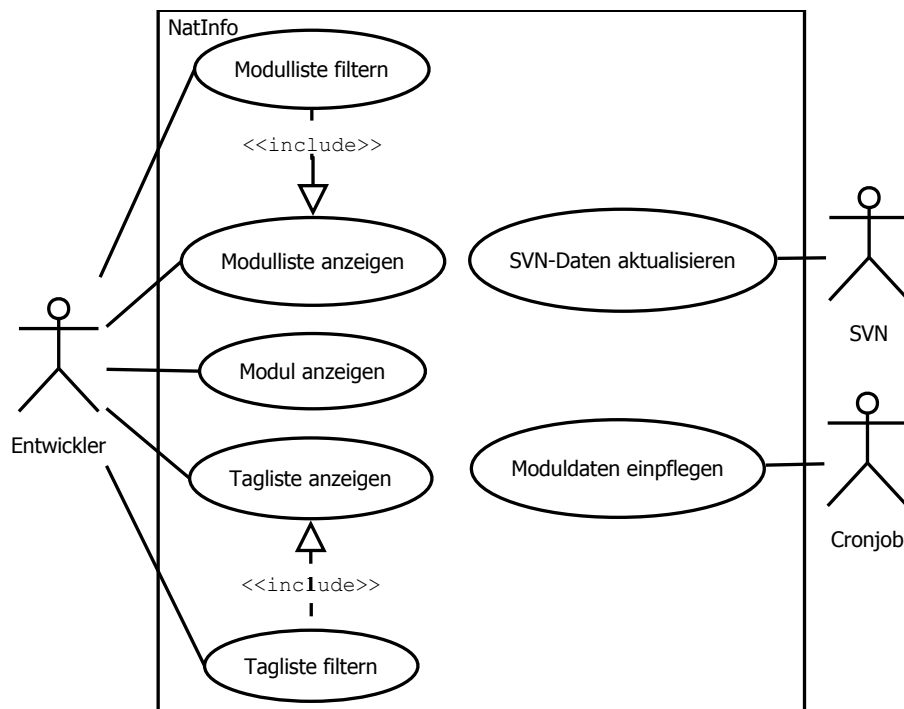 NatInfo
Modulliste filtern
<<include>>
Modulliste anzeigen
SVN-Daten aktualisieren
SVN
Modul anzeigen
Entwickler
Tagliste anzeigen
Moduldaten einpflegen
Cronjob
<<include>>
Tagliste filtern